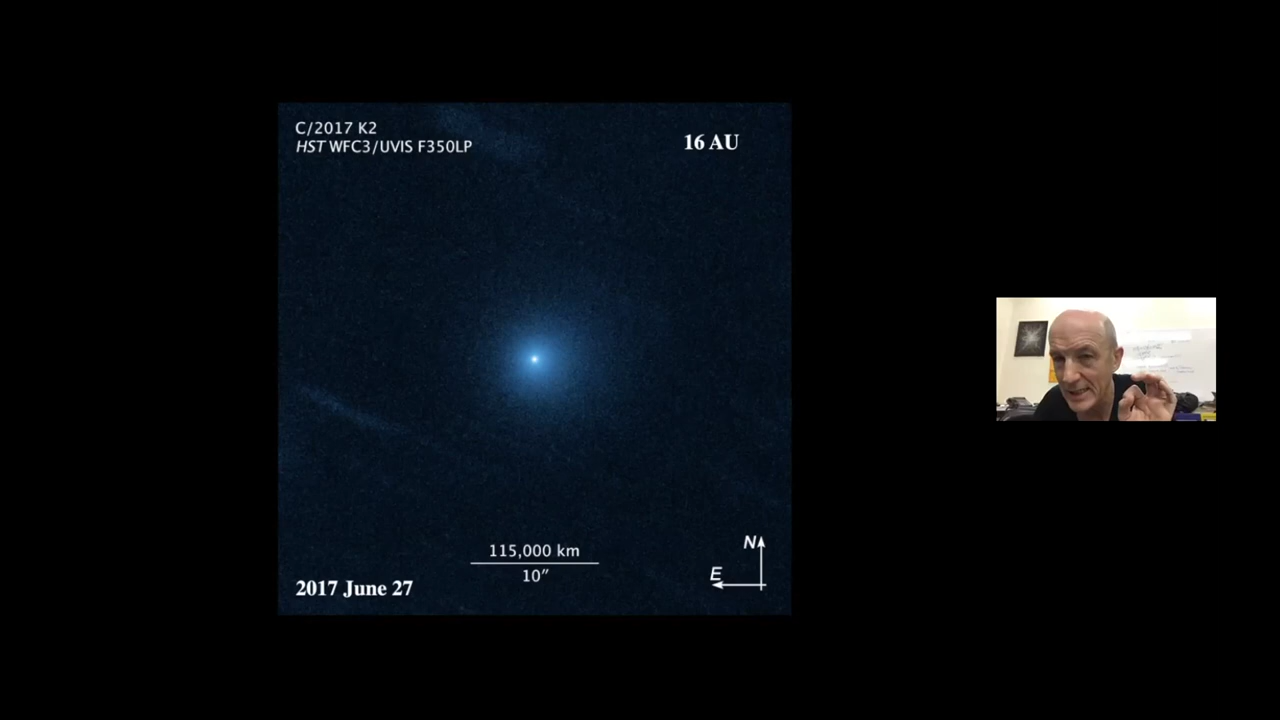 C/2017 K2
HST WFC3/UVIS F350LP
16 AU
115,000 km
10″
N
E
2017 June 27